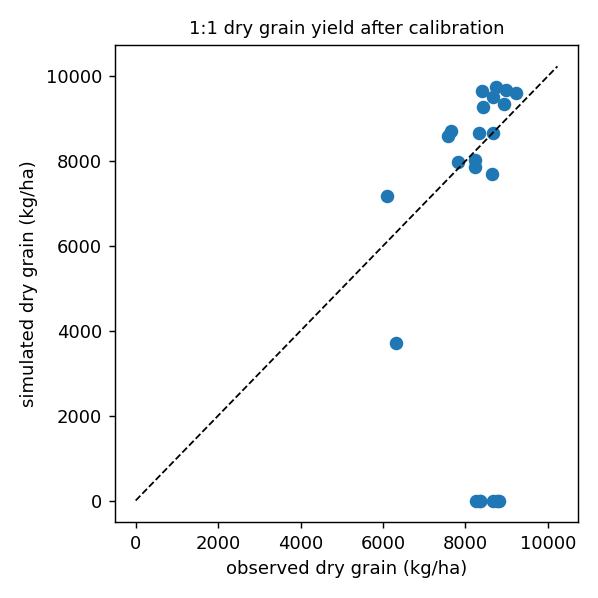 1:1 dry grain yield after calibration
simulated dry grain (kg/ha)
10000
8000
6000
4000
2000
0
0 2000 4000 6000 8000 10000
observed dry grain (kg/ha)